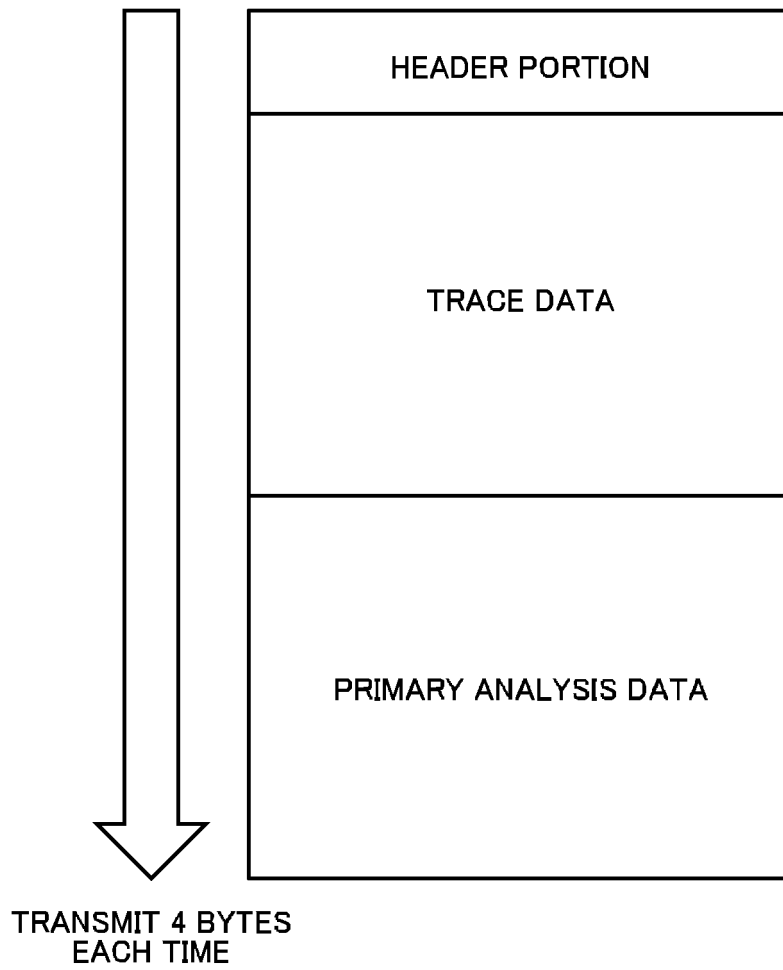 HEADER PORTION
TRACE DATA
PRIMARY ANALYSIS DATA
TRANSMIT 4 BYTES
EACH TIME